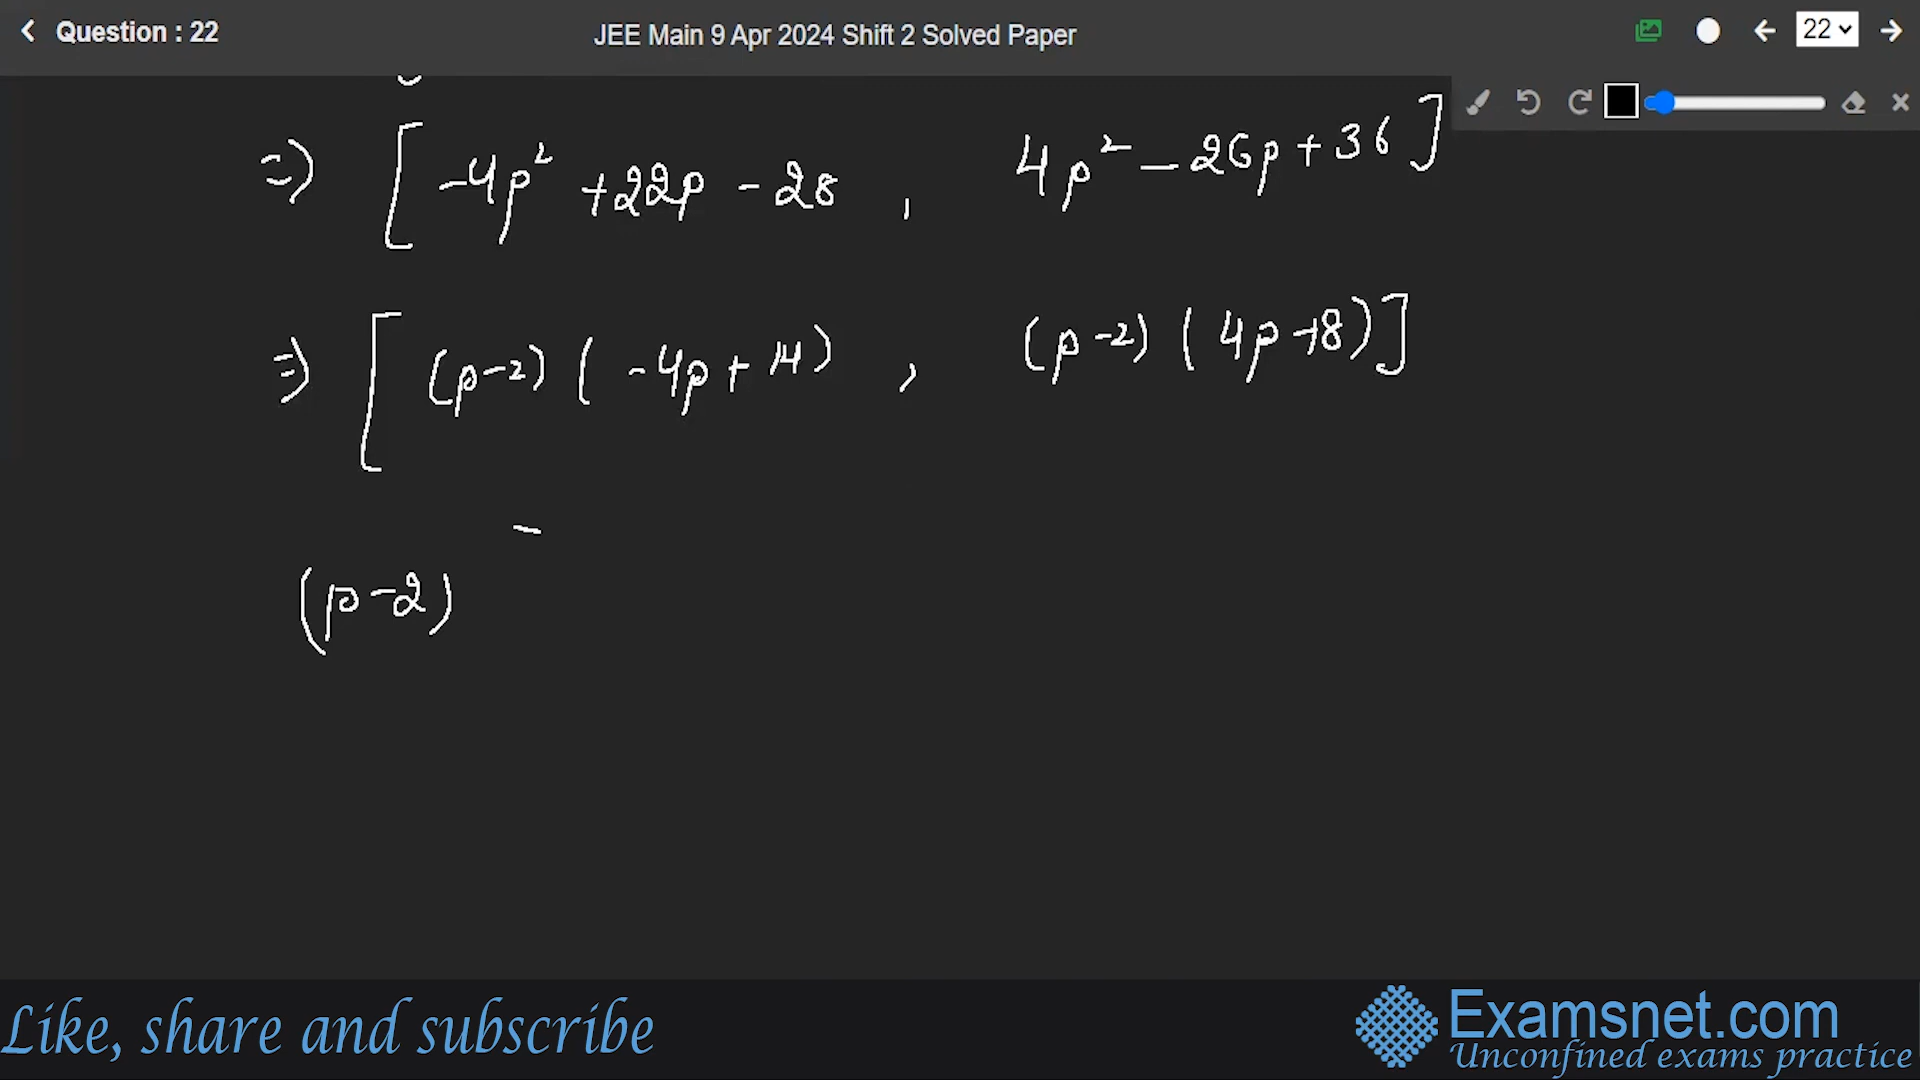 Question : 22
JEE Main 9 Apr 2024 Shift 2 Solved Paper
22
=> [ -4p² + 22p - 28 , 4p² - 26p + 36 ]
=> [ (p-2) ( -4p + 14 ) , (p-2) ( 4p - 18 ) ]
(p-2)
Like, share and subscribe
Examsnet.com
Unconfined exams practice